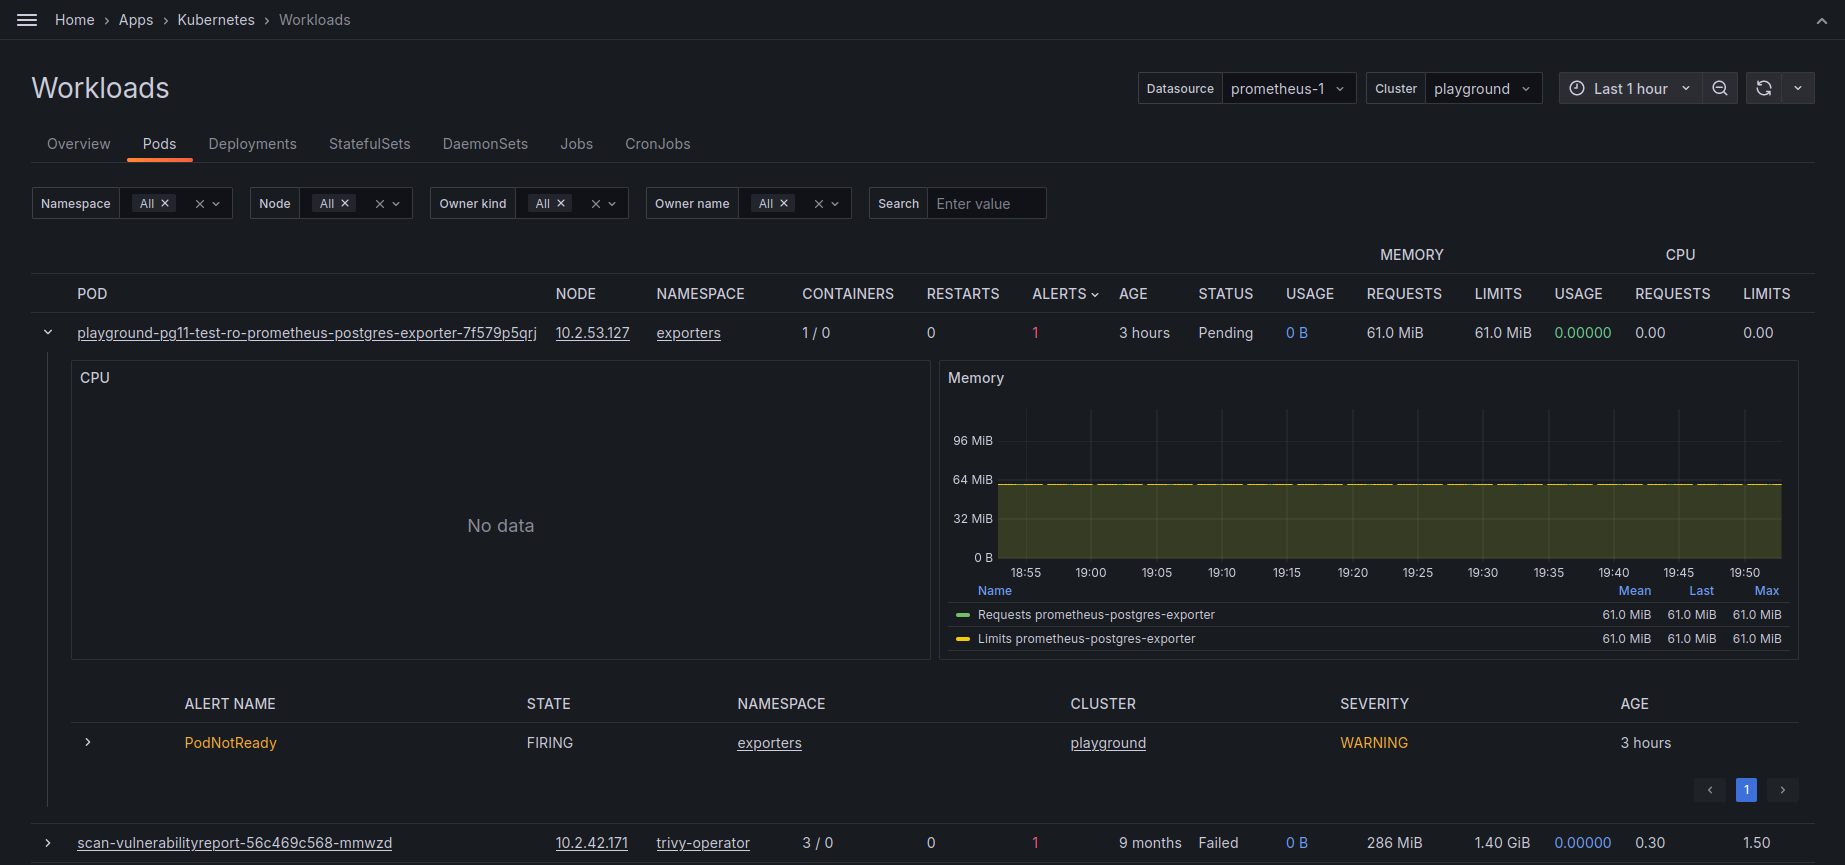 Home › Apps › Kubernetes › Workloads
Workloads
Datasource prometheus-1 Cluster playground Last 1 hour
Overview Pods Deployments StatefulSets DaemonSets Jobs CronJobs
Namespace All Node All Owner kind All Owner name All Search Enter value
MEMORY CPU
POD NODE NAMESPACE CONTAINERS RESTARTS ALERTS AGE STATUS USAGE REQUESTS LIMITS USAGE REQUESTS LIMITS
playground-pg11-test-ro-prometheus-postgres-exporter-7f579p5qrj 10.2.53.127 exporters 1 / 0 0 1 3 hours Pending 0 B 61.0 MiB 61.0 MiB 0.00000 0.00 0.00
CPU
No data
Memory
96 MiB
64 MiB
32 MiB
0 B
18:55 19:00 19:05 19:10 19:15 19:20 19:25 19:30 19:35 19:40 19:45 19:50
Name Mean Last Max
Requests prometheus-postgres-exporter 61.0 MiB 61.0 MiB 61.0 MiB
Limits prometheus-postgres-exporter 61.0 MiB 61.0 MiB 61.0 MiB
ALERT NAME STATE NAMESPACE CLUSTER SEVERITY AGE
PodNotReady FIRING exporters playground WARNING 3 hours
1
scan-vulnerabilityreport-56c469c568-mmwzd 10.2.42.171 trivy-operator 3 / 0 0 1 9 months Failed 0 B 286 MiB 1.40 GiB 0.00000 0.30 1.50